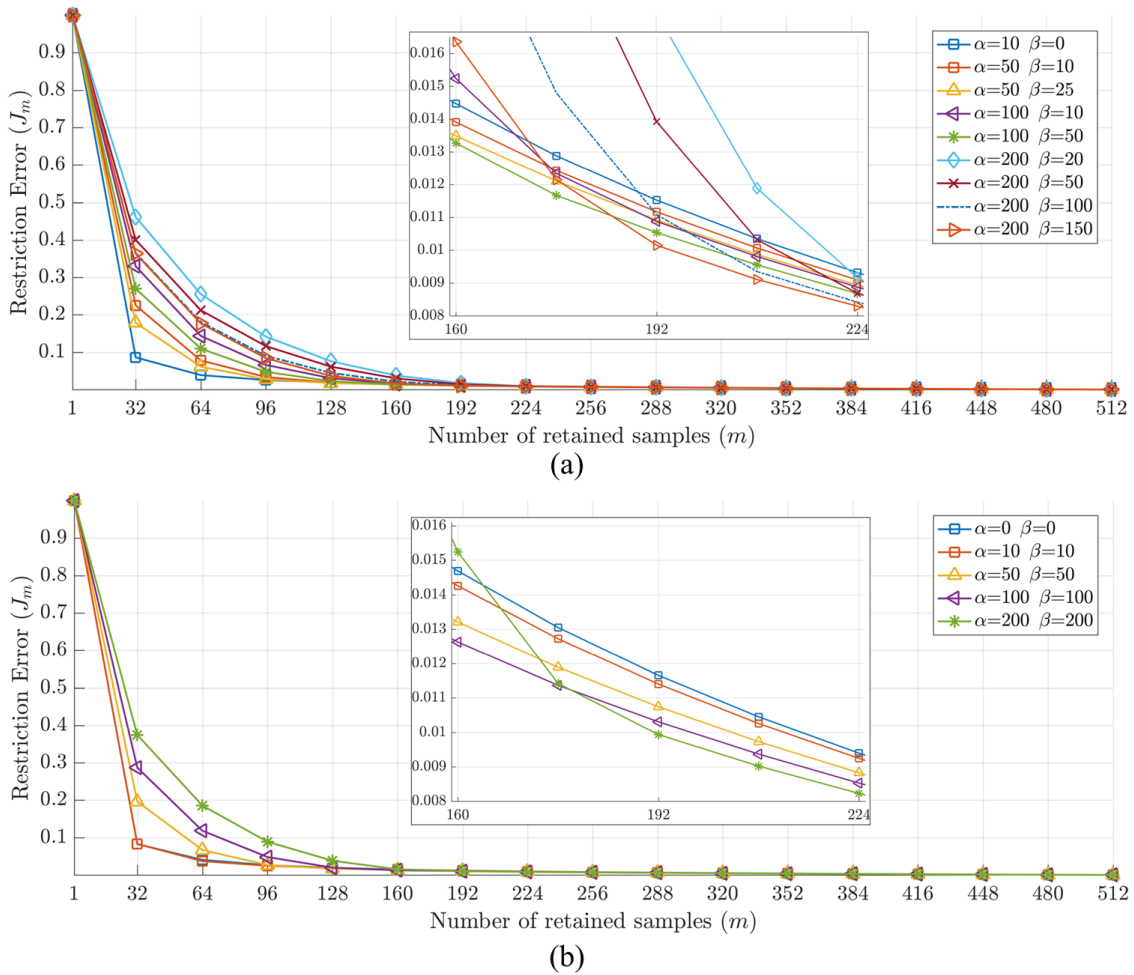 Restriction Error (Jm)
0.9
0.8
0.7
0.6
0.5
0.4
0.3
0.2
0.1
1 32 64 96 128 160 192 224 256 288 320 352 384 416 448 480 512
Number of retained samples (m)
0.016
0.015
0.014
0.013
0.012
0.011
0.01
0.009
0.008
160 192 224
α=10 β=0
α=50 β=10
α=50 β=25
α=100 β=10
α=100 β=50
α=200 β=20
α=200 β=50
α=200 β=100
α=200 β=150
(a)
Restriction Error (Jm)
0.9
0.8
0.7
0.6
0.5
0.4
0.3
0.2
0.1
1 32 64 96 128 160 192 224 256 288 320 352 384 416 448 480 512
Number of retained samples (m)
0.016
0.015
0.014
0.013
0.012
0.011
0.01
0.009
0.008
160 192 224
α=0 β=0
α=10 β=10
α=50 β=50
α=100 β=100
α=200 β=200
(b)